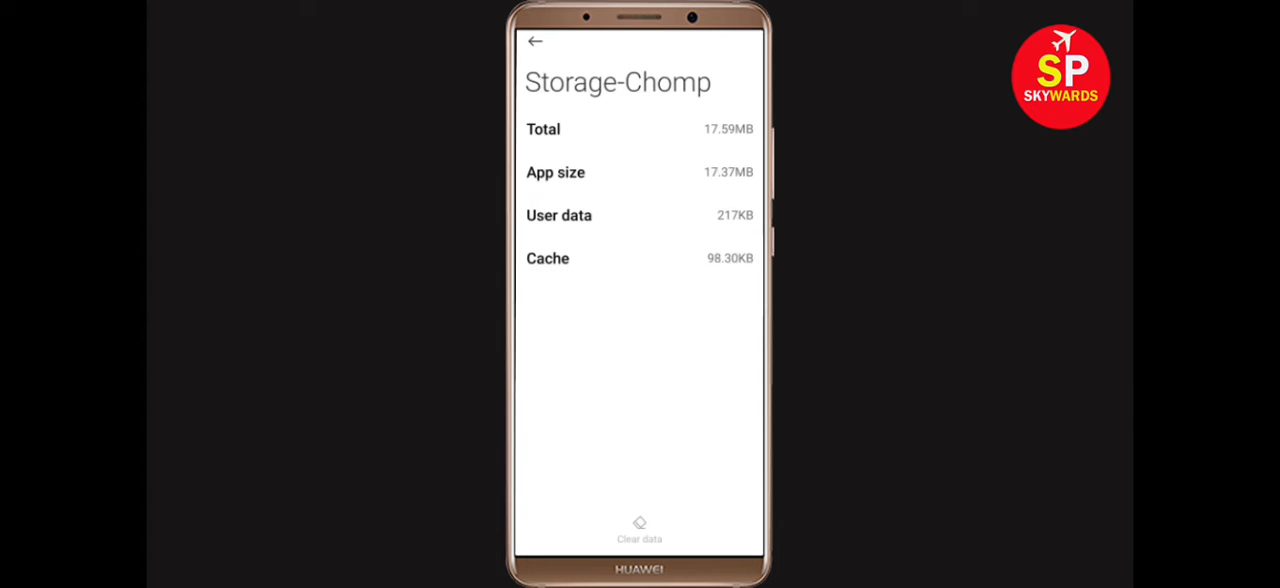 Storage-Chomp
Total 17.59MB
App size 17.37MB
User data 217KB
Cache 98.30KB
Clear data
HUAWEI
SP
SKYWARDS